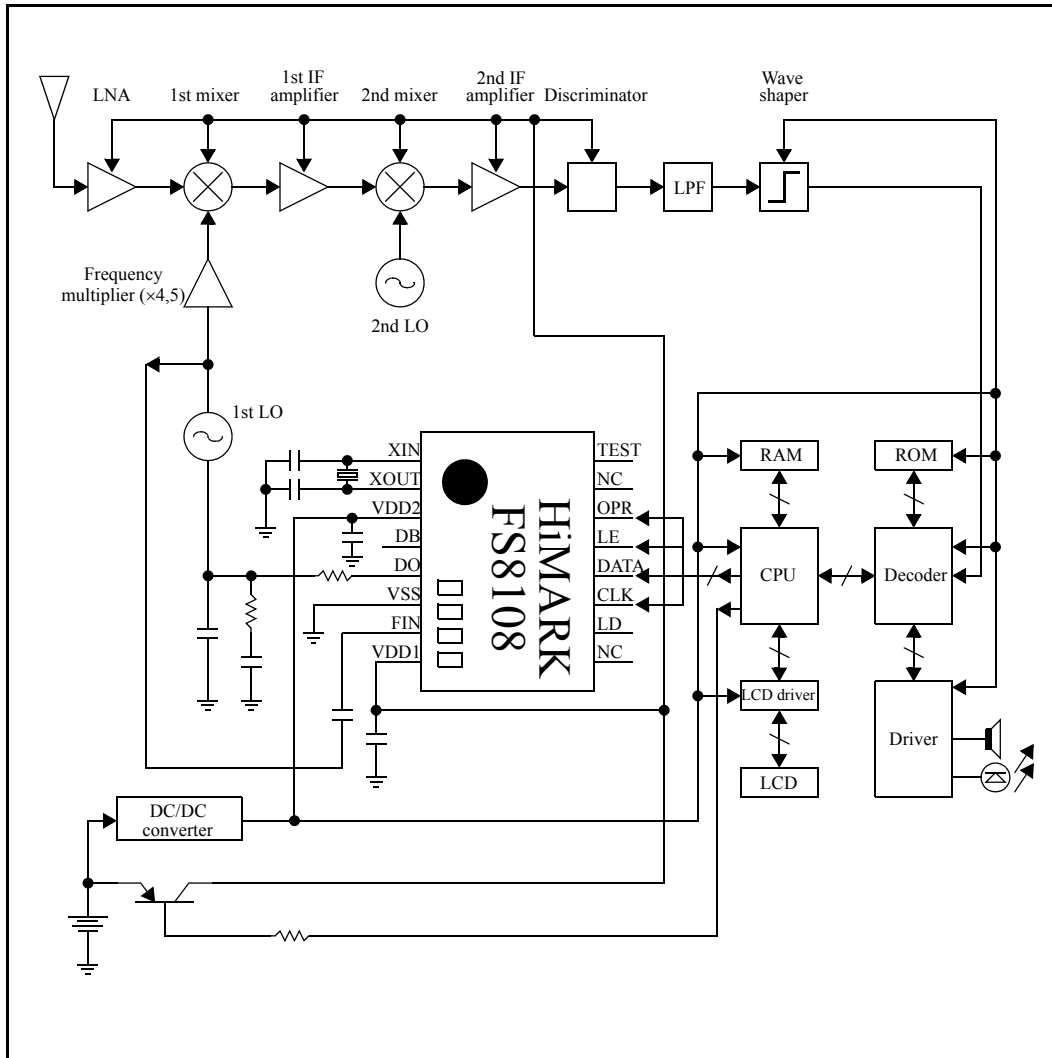 LNA
1st mixer
1st IF
amplifier
2nd mixer
2nd IF
amplifier
Discriminator
Wave
shaper
LPF
Frequency
multiplier (×4,5)
2nd LO
1st LO
XIN
XOUT
VDD2
DB
DO
VSS
FIN
VDD1
HiMARK
FS8108
TEST
NC
OPR
LE
DATA
CLK
LD
NC
RAM
ROM
CPU
Decoder
LCD driver
Driver
LCD
DC/DC
converter